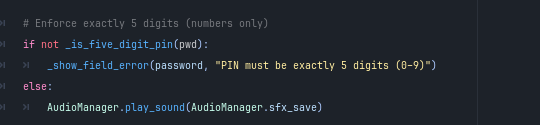 # Enforce exactly 5 digits (numbers only)
if not _is_five_digit_pin(pwd):
_show_field_error(password, "PIN must be exactly 5 digits (0-9)")
else:
AudioManager.play_sound(AudioManager.sfx_save)